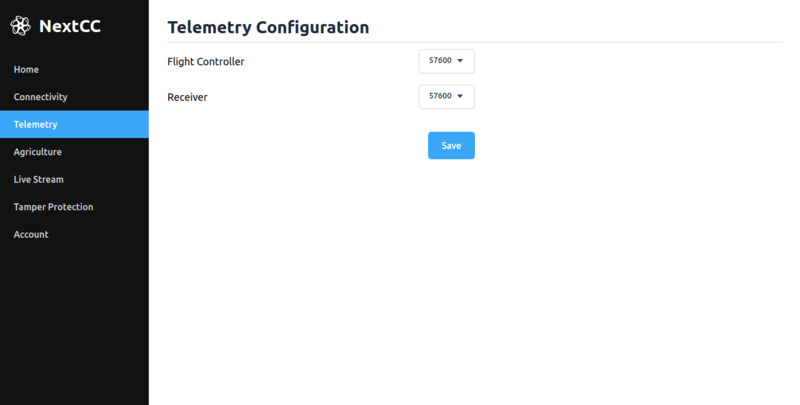 NextCC
Home
Connectivity
Telemetry
Agriculture
Live Stream
Tamper Protection
Account
Telemetry Configuration
Flight Controller 57600
Receiver 57600
Save